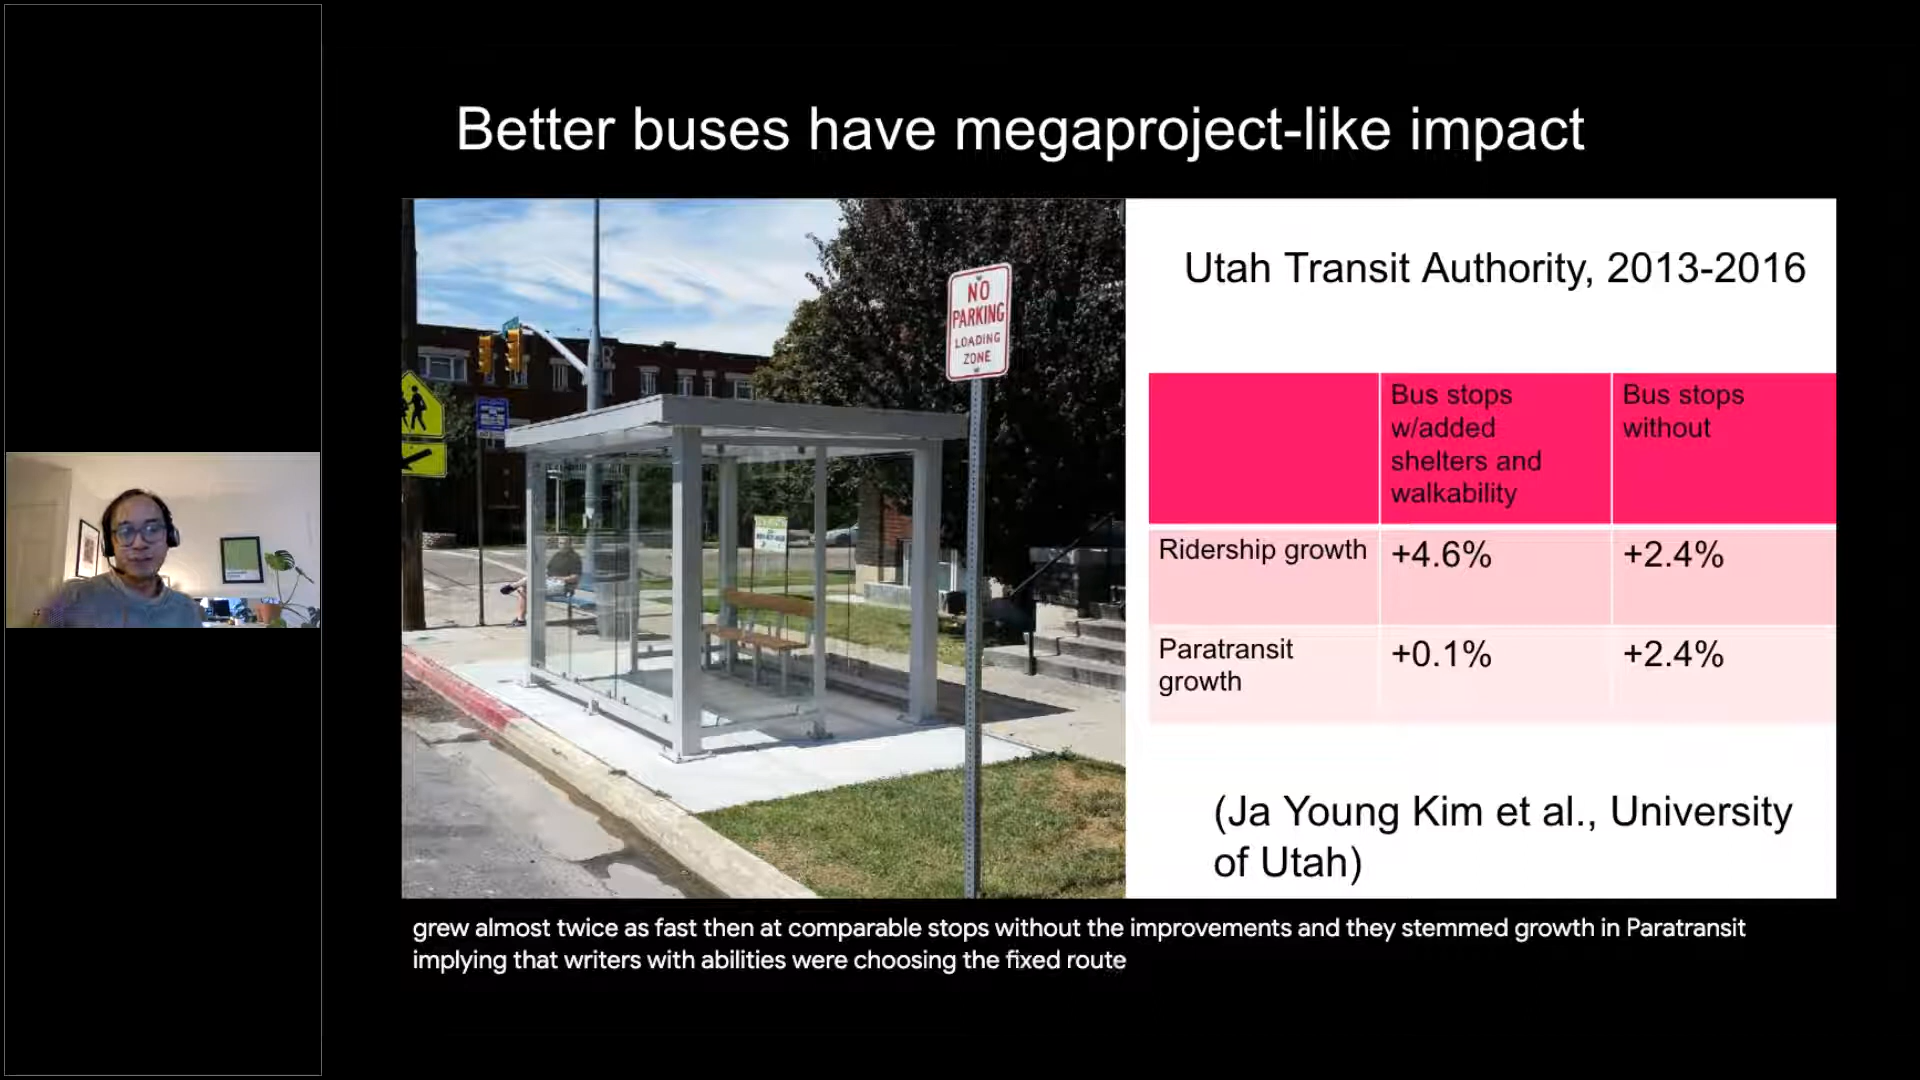 Better buses have megaproject-like impact
NO
PARKING
LOADING
ZONE
Utah Transit Authority, 2013-2016
Bus stops
w/added
shelters and
walkability
Bus stops
without
Ridership growth
+4.6%
+2.4%
Paratransit
growth
+0.1%
+2.4%
(Ja Young Kim et al., University
of Utah)
grew almost twice as fast then at comparable stops without the improvements and they stemmed growth in Paratransit
implying that writers with abilities were choosing the fixed route